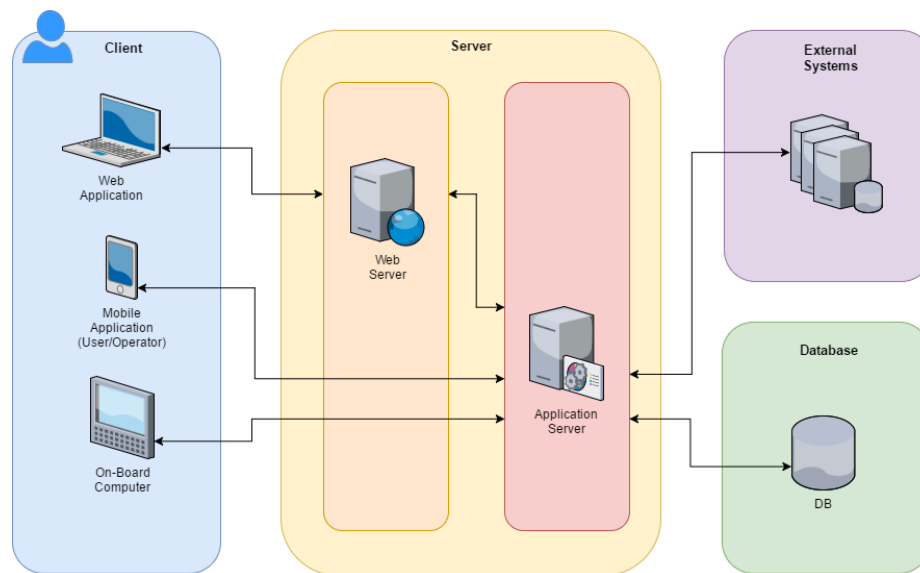 Client
Web
Application
Mobile
Application
(User/Operator)
On-Board
Computer
Server
Web
Server
Application
Server
External
Systems
Database
DB